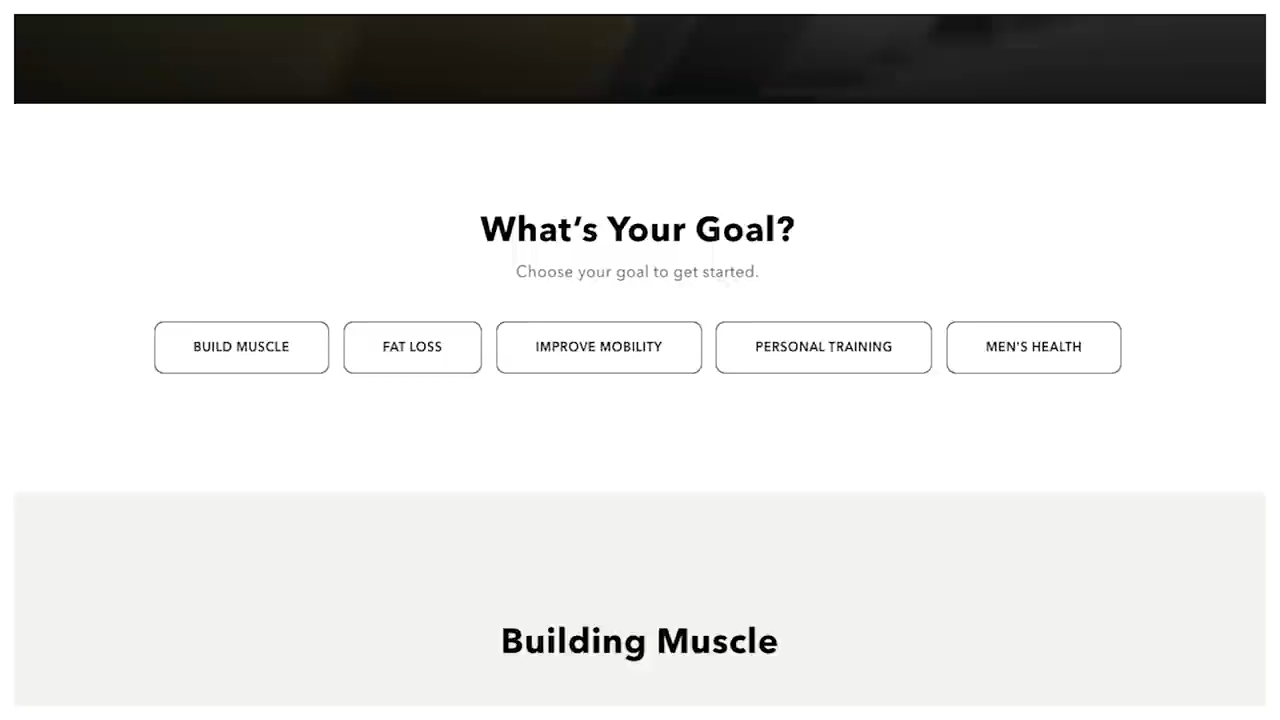 What's Your Goal?
Choose your goal to get started.
BUILD MUSCLE
FAT LOSS
IMPROVE MOBILITY
PERSONAL TRAINING
MEN'S HEALTH
Building Muscle